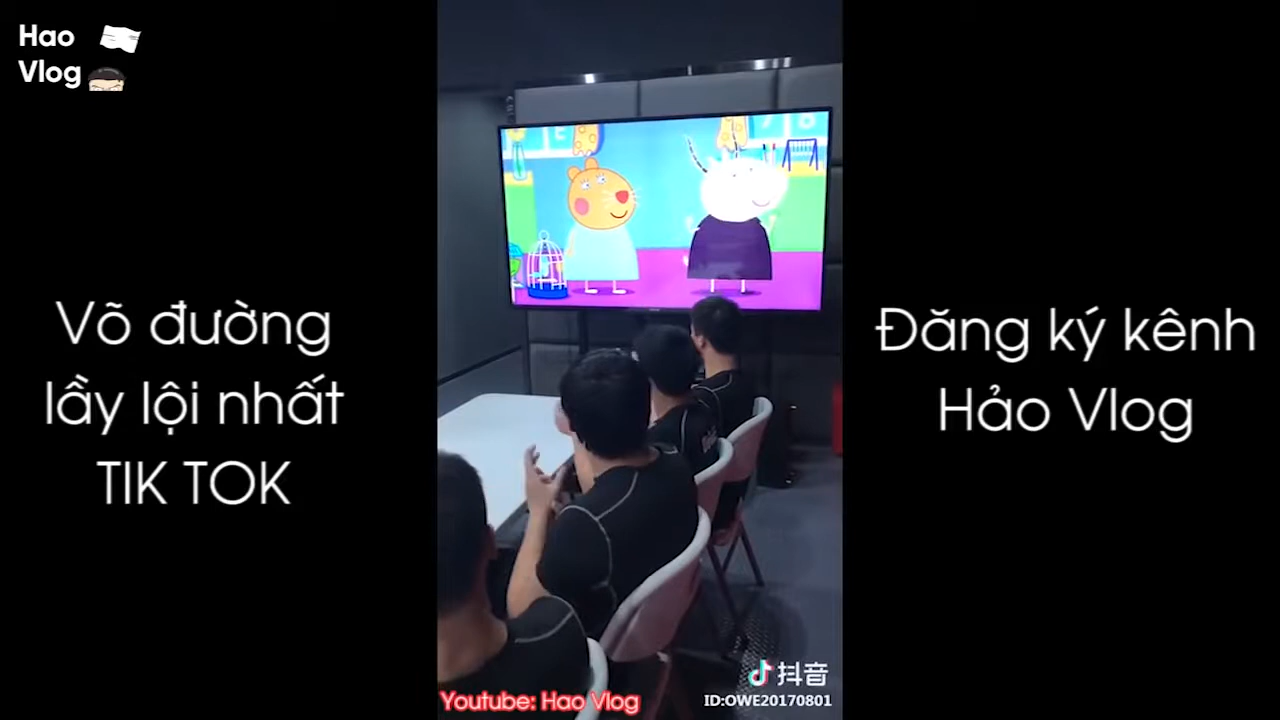 Hao
Vlog
Võ đường
lầy lội nhất
TIK TOK
Đăng ký kênh
Hảo Vlog
抖音
ID:OWE20170801
Youtube: Hao Vlog